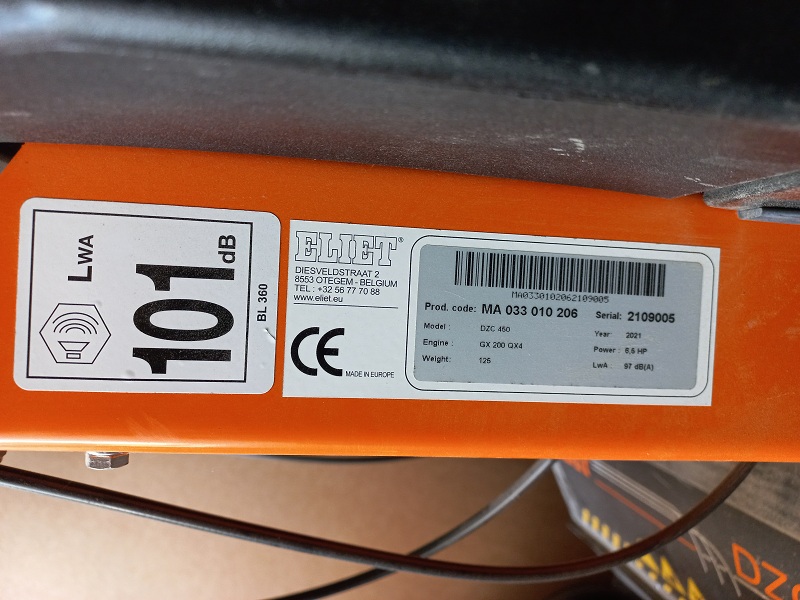 LWA
101 dB
BL 360
ELIET®
DIESVELDSTRAAT 2
8553 OTEGEM - BELGIUM
TEL : +32 56 77 70 88
www.eliet.eu
CE
MADE IN EUROPE
MA0330102062109005
Prod. code: MA 033 010 206 Serial: 2109005
Model : DZC 450 Year: 2021
Engine : GX 200 QX4 Power : 6,5 HP
Weight: 125 LwA : 97 dB(A)